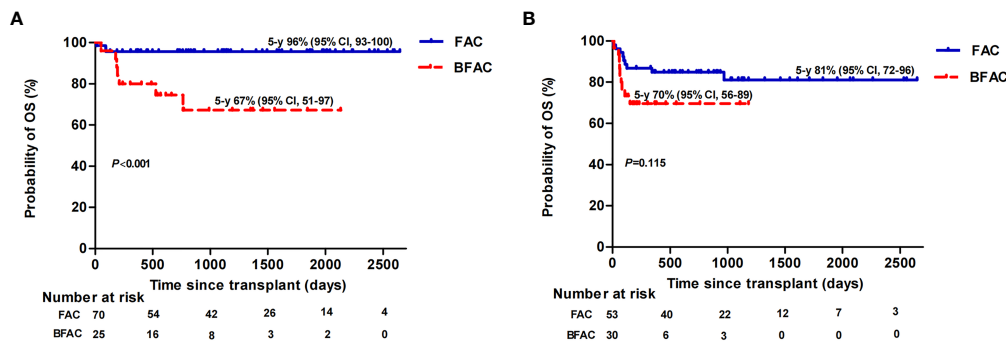 A
Probability of OS (%)
100
80
60
40
20
0
5-y 96% (95% CI, 93-100)
5-y 67% (95% CI, 51-97)
P<0.001
FAC
BFAC
0 500 1000 1500 2000 2500
Time since transplant (days)
Number at risk
FAC 70 54 42 26 14 4
BFAC 25 16 8 3 2 0
B
Probability of OS (%)
100
80
60
40
20
0
5-y 81% (95% CI, 72-96)
5-y 70% (95% CI, 56-89)
P=0.115
FAC
BFAC
0 500 1000 1500 2000 2500
Time since transplant (days)
Number at risk
FAC 53 40 22 12 7 3
BFAC 30 6 3 0 0 0